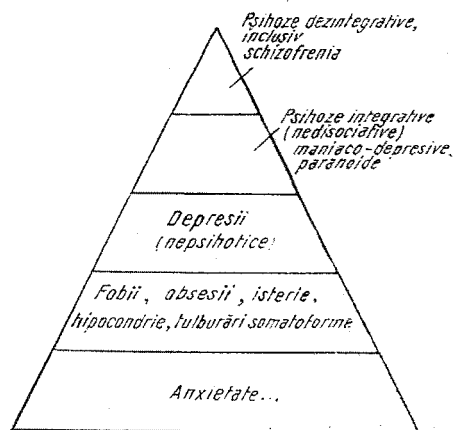 Psihoze dezintegrative,
inclusiv
schizofrenia
Psihoze integrative
(nedisociative)
maniaco-depresive,
paranoide
Depresii
(nepsihotice)
Fobii, obsesii, isterie,
hipocondrie, tulburări somatoforme
Anxietate...